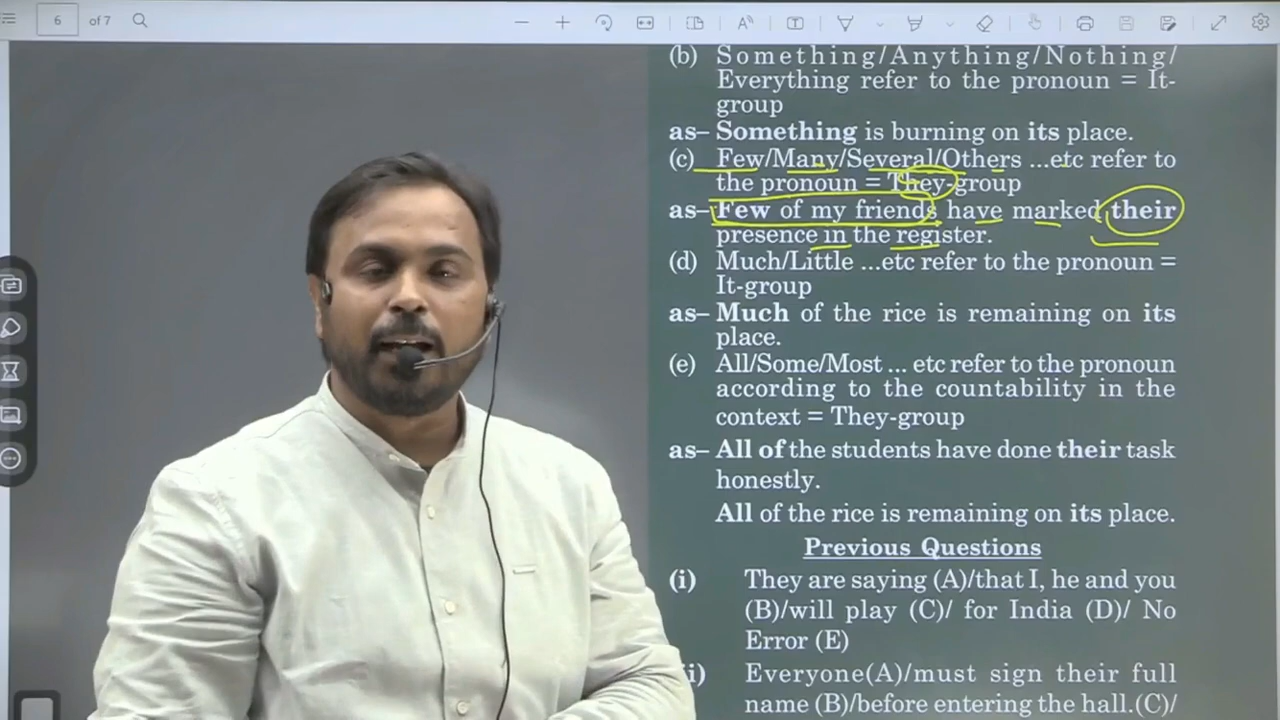 6 of 7
(b) Something/Anything/Nothing/
Everything refer to the pronoun = It-
group
as– Something is burning on its place.
(c) Few/Many/Several/Others ...etc refer to
the pronoun = They-group
as– Few of my friends have marked their
presence in the register.
(d) Much/Little ...etc refer to the pronoun =
It-group
as– Much of the rice is remaining on its
place.
(e) All/Some/Most ... etc refer to the pronoun
according to the countability in the
context = They-group
as– All of the students have done their task
honestly.
All of the rice is remaining on its place.
Previous Questions
(i) They are saying (A)/that I, he and you
(B)/will play (C)/ for India (D)/ No
Error (E)
ii) Everyone(A)/must sign their full
name (B)/before entering the hall.(C)/